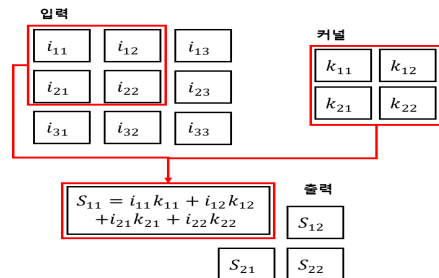 입력
커널
i₁₁ i₁₂ i₁₃
k₁₁ k₁₂
i₂₁ i₂₂ i₂₃
k₂₁ k₂₂
i₃₁ i₃₂ i₃₃
출력
S₁₁ = i₁₁k₁₁ + i₁₂k₁₂
+i₂₁k₂₁ + i₂₂k₂₂
S₁₂
S₂₁ S₂₂